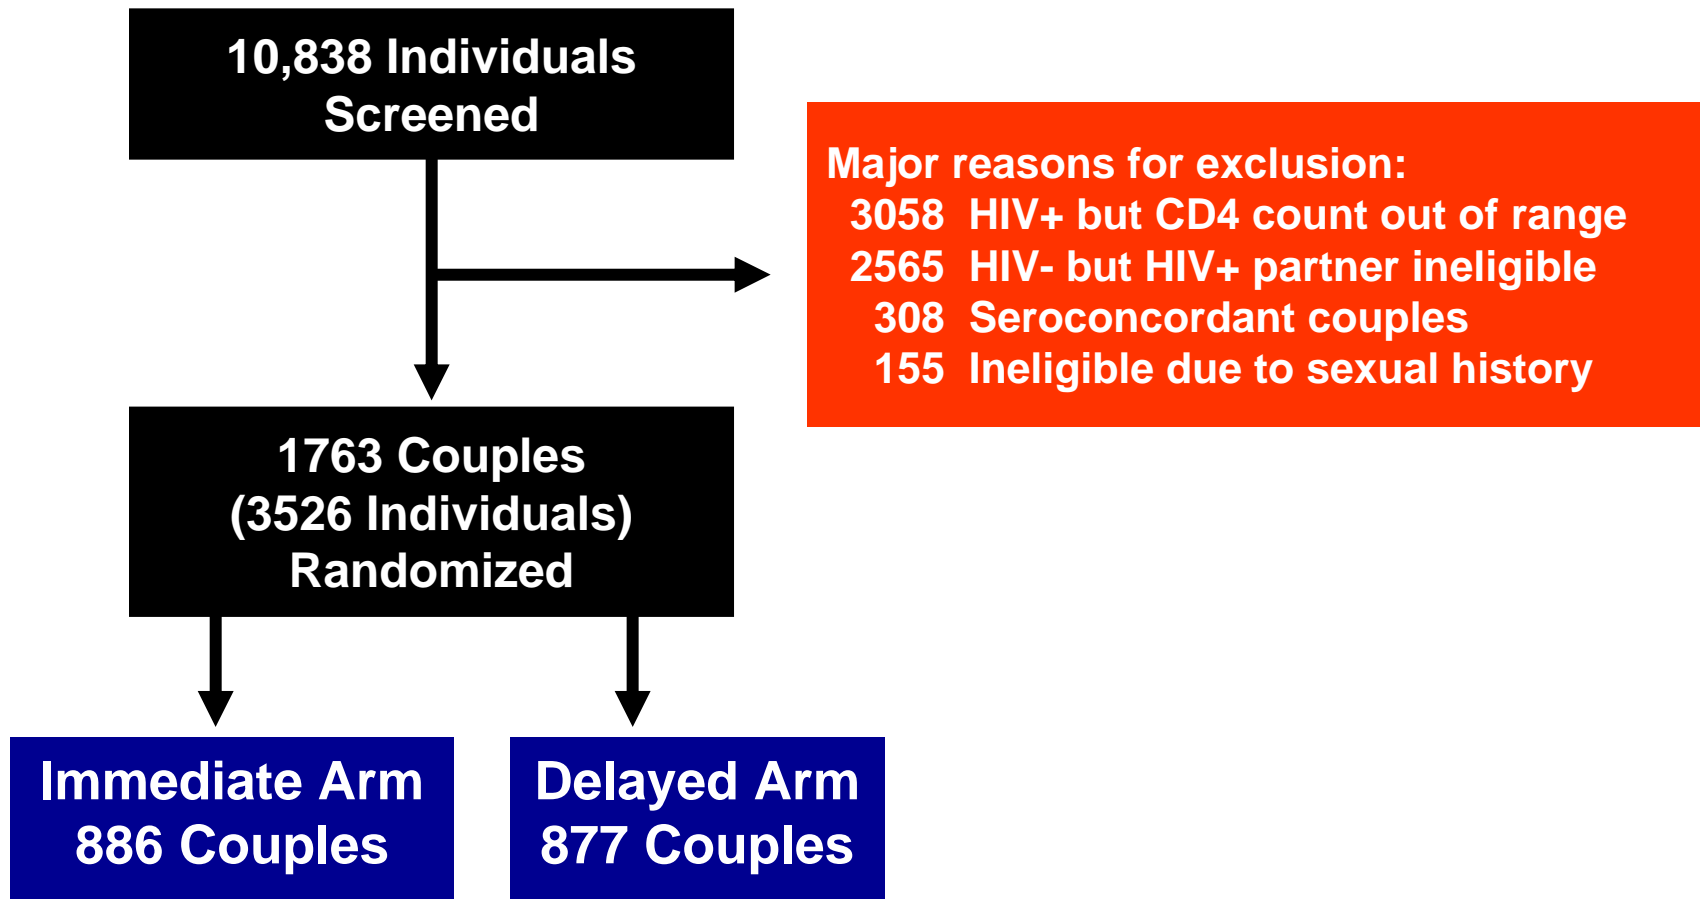 10,838 Individuals
Screened
Major reasons for exclusion:
3058 HIV+ but CD4 count out of range
2565 HIV- but HIV+ partner ineligible
308 Seroconcordant couples
155 Ineligible due to sexual history
1763 Couples
(3526 Individuals)
Randomized
Immediate Arm
886 Couples
Delayed Arm
877 Couples